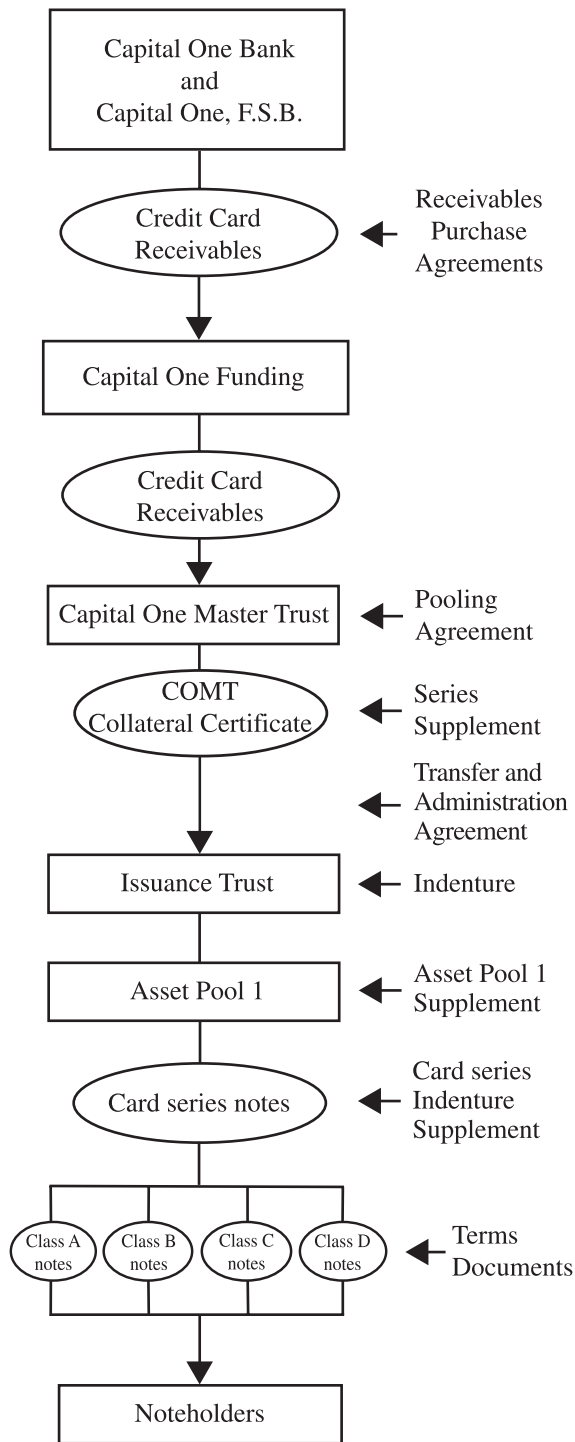 Capital One Bank
and
Capital One, F.S.B.
Credit Card
Receivables
Receivables
Purchase
Agreements
Capital One Funding
Credit Card
Receivables
Capital One Master Trust
Pooling
Agreement
COMT
Collateral Certificate
Series
Supplement
Transfer and
Administration
Agreement
Issuance Trust
Indenture
Asset Pool 1
Asset Pool 1
Supplement
Card series notes
Card series
Indenture
Supplement
Class A
notes
Class B
notes
Class C
notes
Class D
notes
Terms
Documents
Noteholders